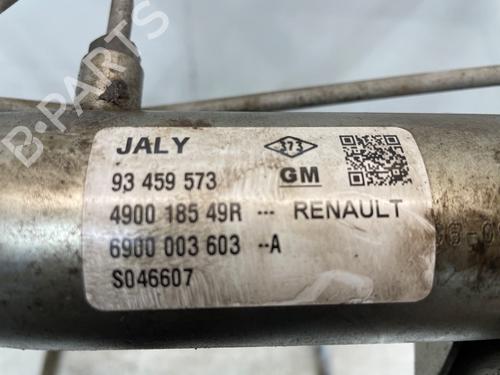 B-PARTS
JALY
373
93 459 573 GM
4900 185 49R --- RENAULT
6900 003 603 --A
S046607